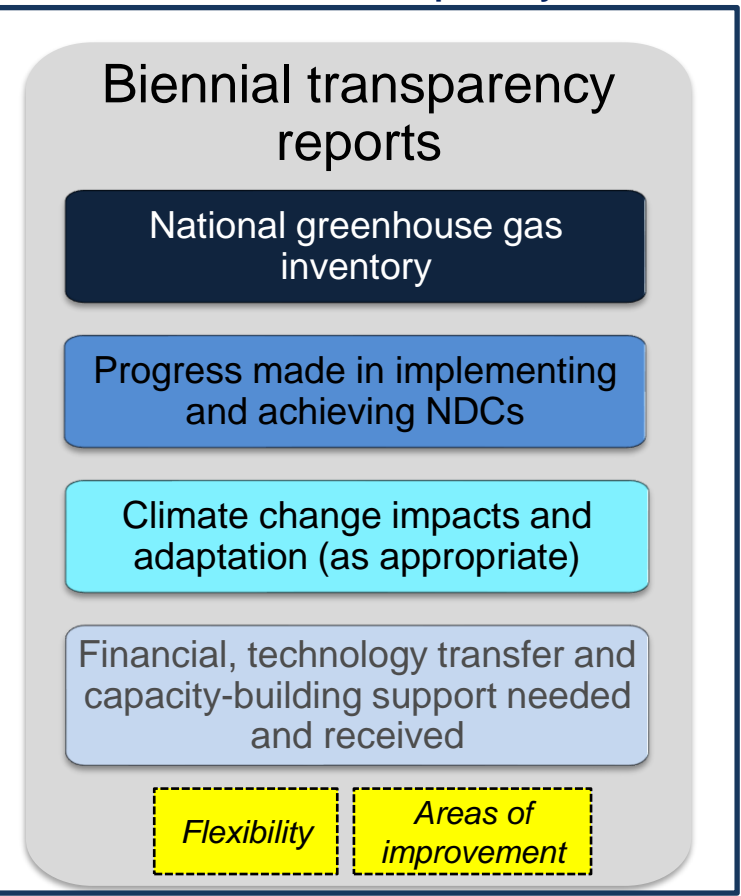 Biennial transparency
reports
National greenhouse gas
inventory
Progress made in implementing
and achieving NDCs
Climate change impacts and
adaptation (as appropriate)
Financial, technology transfer and
capacity-building support needed
and received
Flexibility
Areas of
improvement